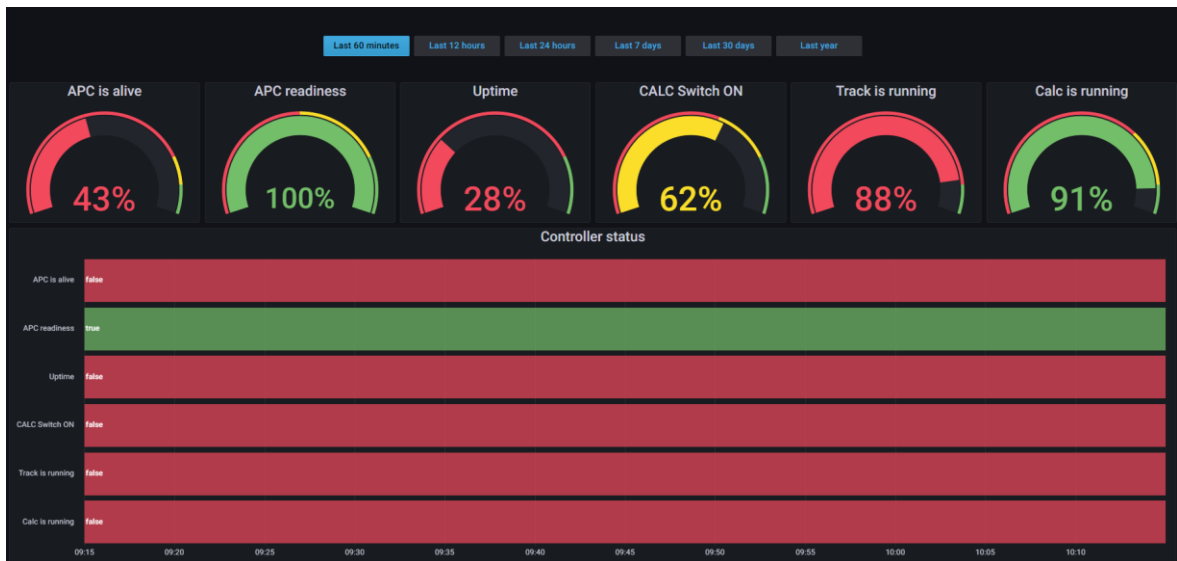 Last 60 minutes Last 12 hours Last 24 hours Last 7 days Last 30 days Last year
APC is alive APC readiness Uptime CALC Switch ON Track is running Calc is running
43% 100% 28% 62% 88% 91%
Controller status
APC is alive false
APC readiness true
Uptime false
CALC Switch ON false
Track is running false
Calc is running false
09:15 09:20 09:25 09:30 09:35 09:40 09:45 09:50 09:55 10:00 10:05 10:10